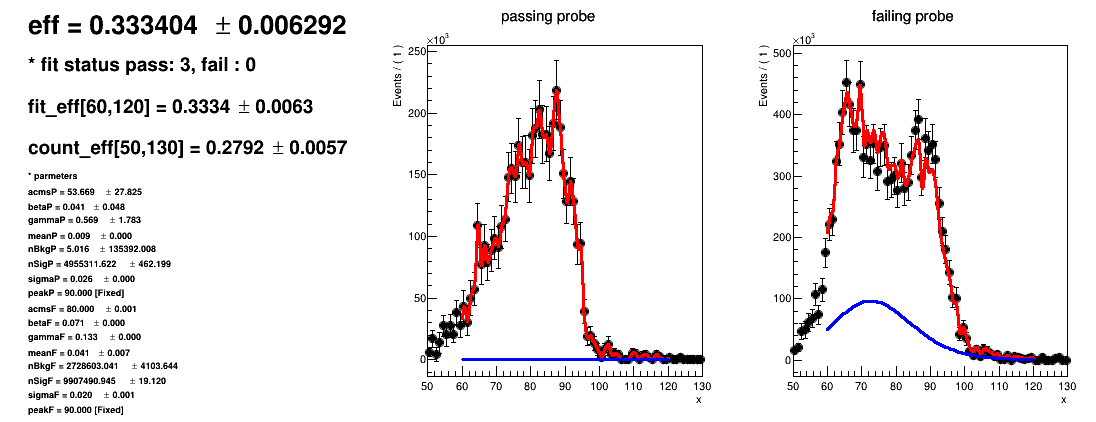 eff = 0.333404 ± 0.006292
* fit status pass: 3, fail : 0
fit_eff[60,120] = 0.3334 ± 0.0063
count_eff[50,130] = 0.2792 ± 0.0057
* parmeters
acmsP = 53.669 ± 27.825
betaP = 0.041 ± 0.048
gammaP = 0.569 ± 1.783
meanP = 0.009 ± 0.000
nBkgP = 5.016 ± 135392.008
nSigP = 4955311.622 ± 462.199
sigmaP = 0.026 ± 0.000
peakP = 90.000 [Fixed]
acmsF = 80.000 ± 0.001
betaF = 0.071 ± 0.000
gammaF = 0.133 ± 0.000
meanF = 0.041 ± 0.007
nBkgF = 2728603.041 ± 4103.644
nSigF = 9907490.945 ± 19.120
sigmaF = 0.020 ± 0.001
peakF = 90.000 [Fixed]
passing probe
×10³
Events / ( 1 )
250
200
150
100
50
0
50 60 70 80 90 100 110 120 130
x
failing probe
×10³
Events / ( 1 )
500
400
300
200
100
0
50 60 70 80 90 100 110 120 130
x